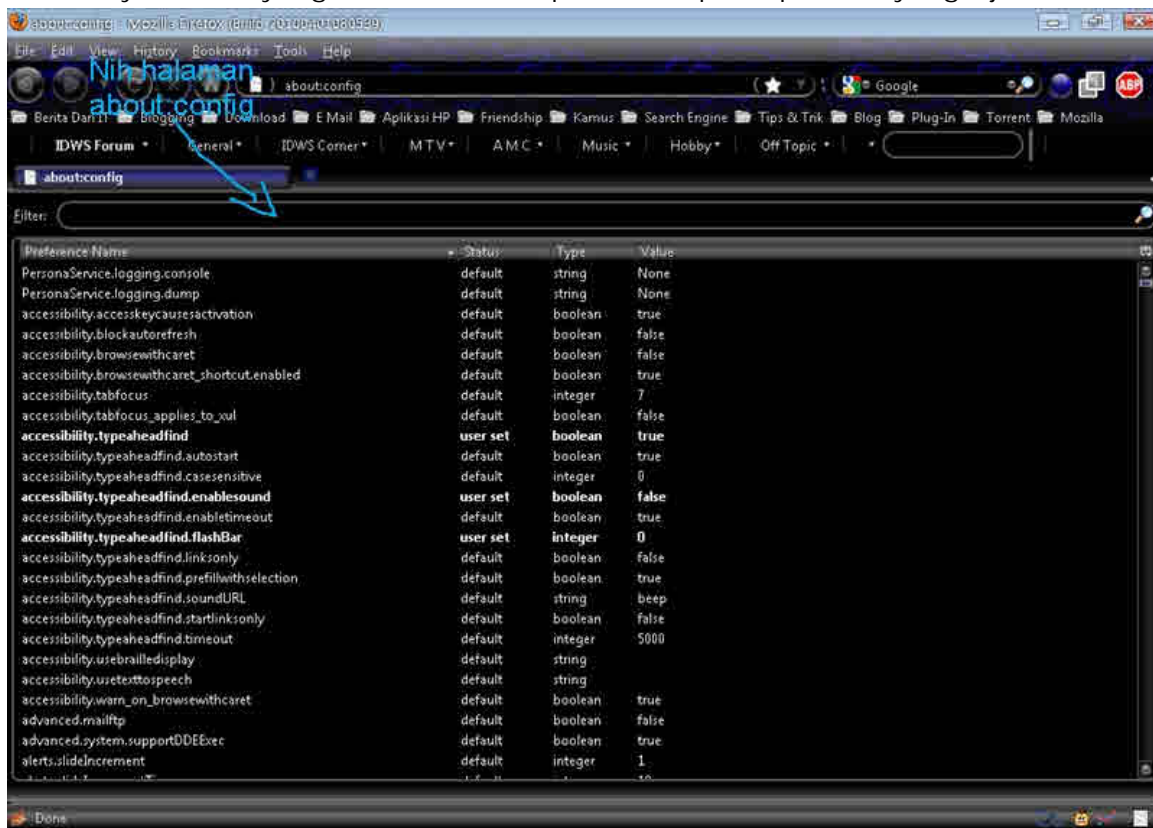 about:config - Mozilla Firefox
File Edit View History Bookmarks Tools Help
Nih halaman
about:config
about:config
Google
ABP
Berita Dan IT Blogging Download E Mail Aplikasi HP Friendship Kamus Search Engine Tips & Trik Blog Plug-In Torrent Mozilla
IDWS Forum General IDWS Corner MTV AMC Music Hobby Off Topic
about:config
Filter:
Preference Name Status Type Value
PersonaService.logging.console default string None
PersonaService.logging.dump default string None
accessibility.accesskeycausesactivation default boolean true
accessibility.blockautorefresh default boolean false
accessibility.browsewithcaret default boolean false
accessibility.browsewithcaret_shortcut.enabled default boolean true
accessibility.tabfocus default integer 7
accessibility.tabfocus_applies_to_xul default boolean false
accessibility.typeaheadfind user set boolean true
accessibility.typeaheadfind.autostart default boolean true
accessibility.typeaheadfind.casesensitive default integer 0
accessibility.typeaheadfind.enablesound user set boolean false
accessibility.typeaheadfind.enabletimeout default boolean true
accessibility.typeaheadfind.flashBar user set integer 0
accessibility.typeaheadfind.linksonly default boolean false
accessibility.typeaheadfind.prefillwithselection default boolean true
accessibility.typeaheadfind.soundURL default string beep
accessibility.typeaheadfind.startlinksonly default boolean false
accessibility.typeaheadfind.timeout default integer 5000
accessibility.usebrailledisplay default string
accessibility.usetexttospeech default string
accessibility.warn_on_browsewithcaret default boolean true
advanced.mailftp default boolean false
advanced.system.supportDDEExec default boolean true
alerts.slideIncrement default integer 1
Done